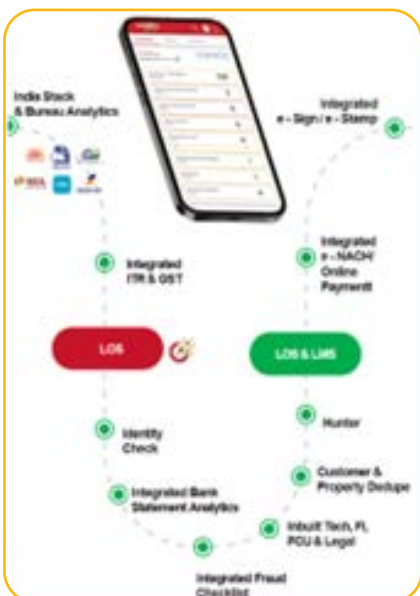 India Stack
& Bureau Analytics
Integrated
e - Sign / e - Stamp
Integrated
ITR & GST
Integrated
e - NACH/
Online
Payment
LOS
LOS & LMS
Identity
Check
Hunter
Integrated Bank
Statement Analytics
Customer &
Property Dedupe
Inbuilt Tech, FI,
PCU & Legal
Integrated Fraud
Checklist